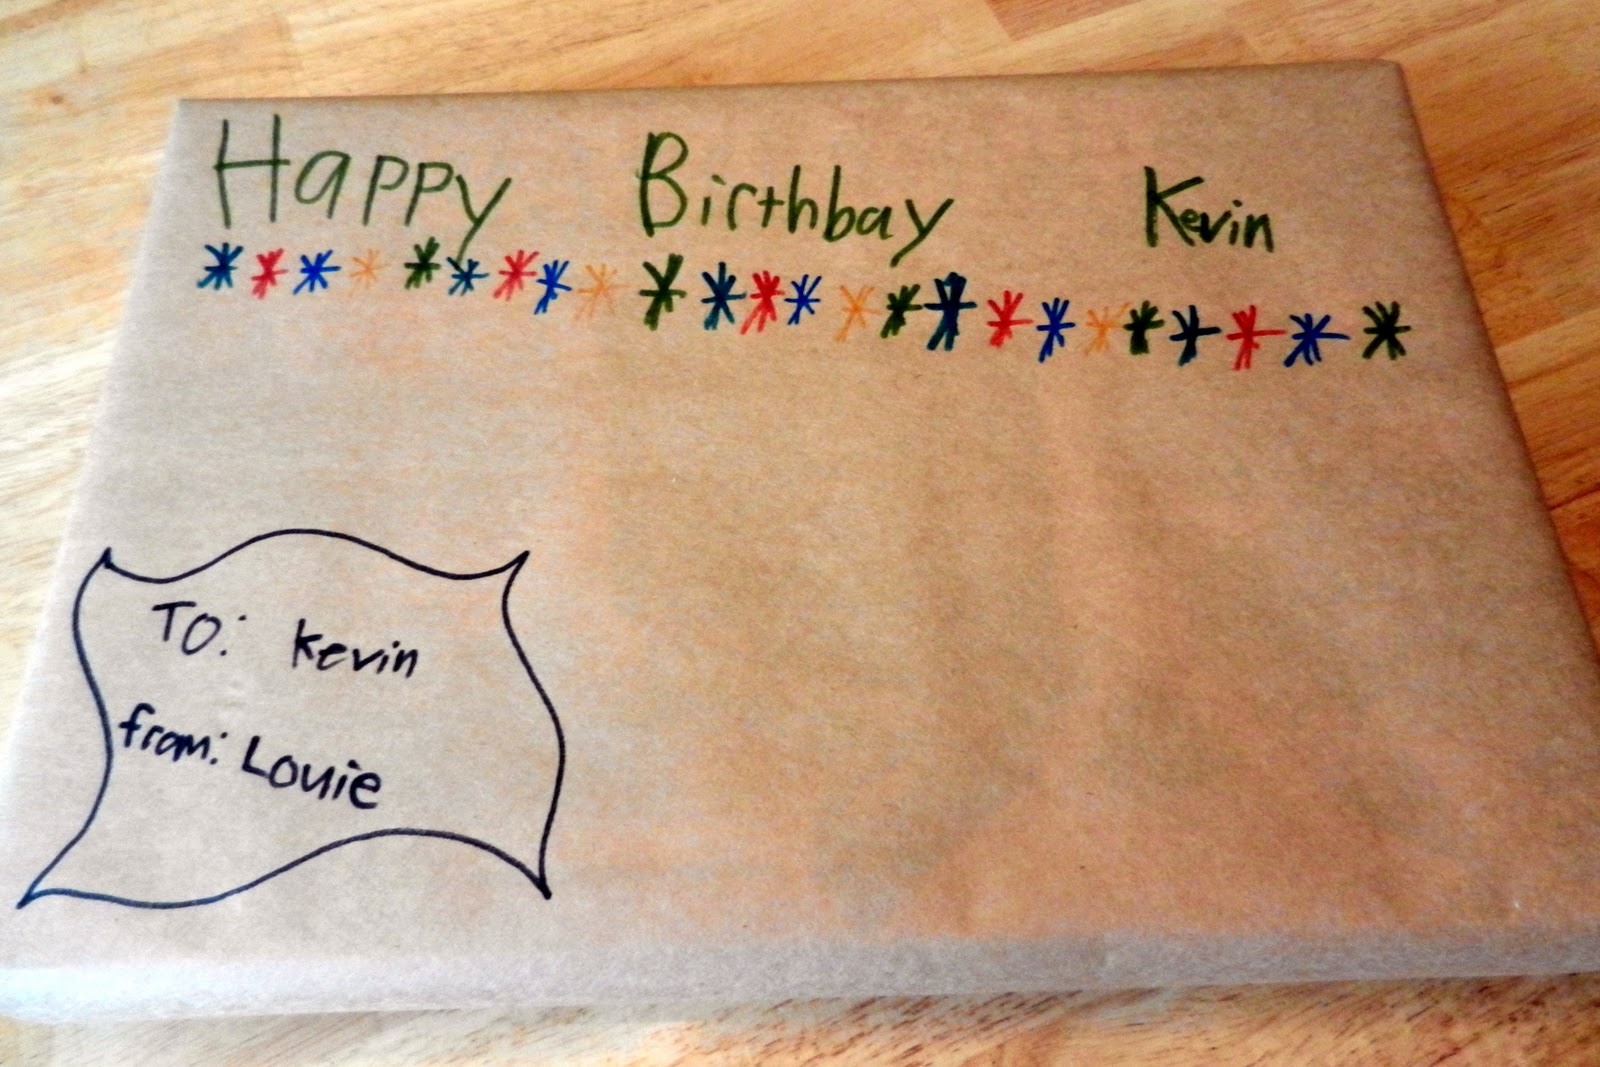 Happy Birthbay Kevin
TO: Kevin
from: Louie